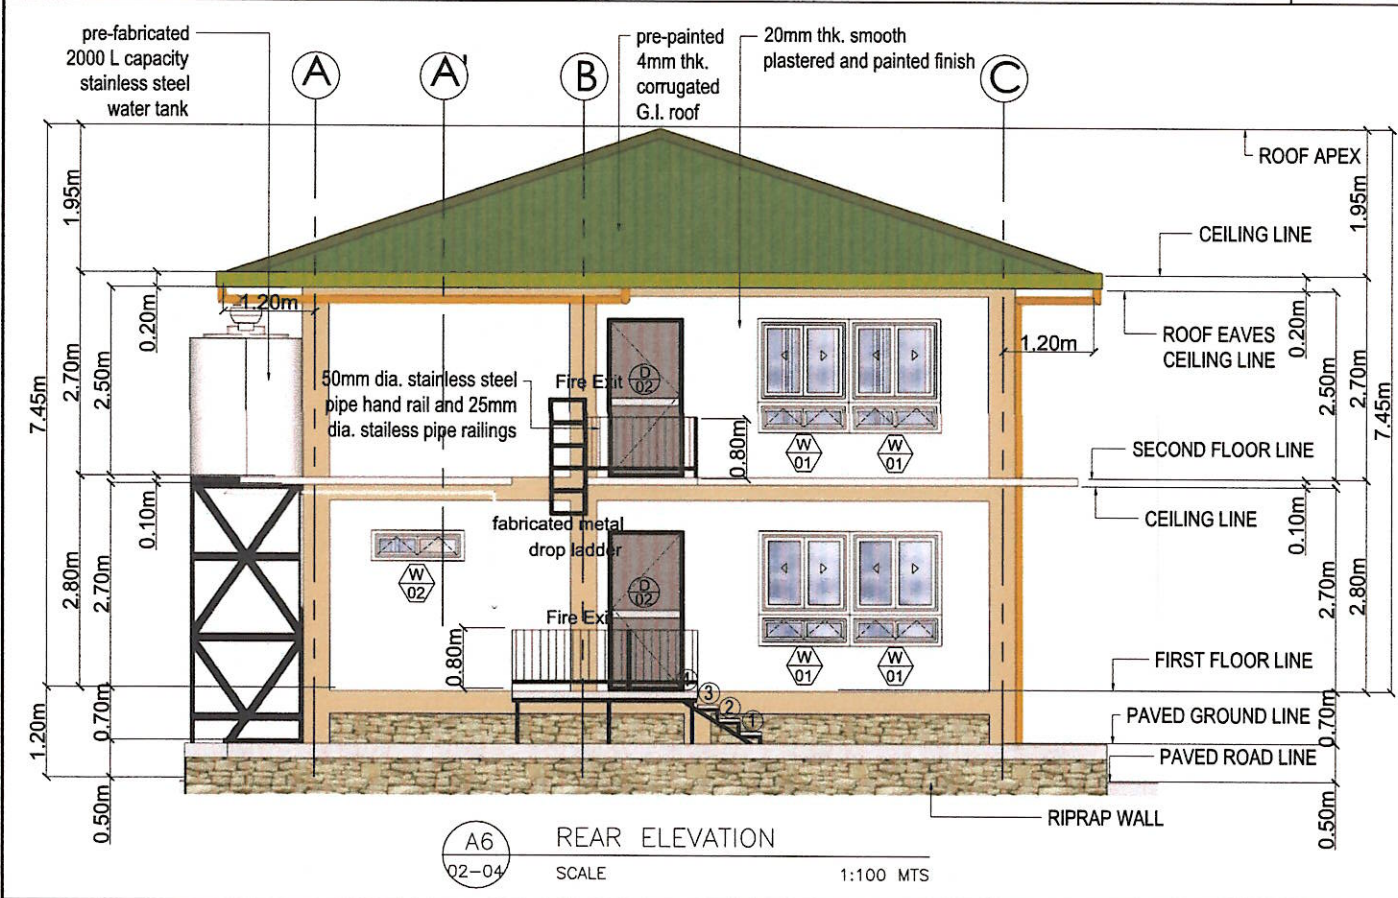 pre-fabricated
2000 L capacity
stainless steel
water tank
A
A'
B
pre-painted
4mm thk.
corrugated
G.I. roof
20mm thk. smooth
plastered and painted finish
C
ROOF APEX
1.95m
1.95m
CEILING LINE
0.20m
1.20m
ROOF EAVES
CEILING LINE
1.20m
0.20m
7.45m
2.70m
2.50m
50mm dia. stainless steel
pipe hand rail and 25mm
dia. stailess pipe railings
Fire Exit
D
02
0.80m
W
01
W
01
2.50m
2.70m
7.45m
SECOND FLOOR LINE
CEILING LINE
0.10m
0.10m
fabricated metal
drop ladder
W
02
D
02
Fire Exit
0.80m
W
01
W
01
2.80m
2.70m
2.70m
2.80m
FIRST FLOOR LINE
4
3
2
1
1.20m
0.70m
PAVED GROUND LINE
0.70m
PAVED ROAD LINE
0.50m
0.50m
RIPRAP WALL
A6
02-04
REAR ELEVATION
SCALE 1:100 MTS